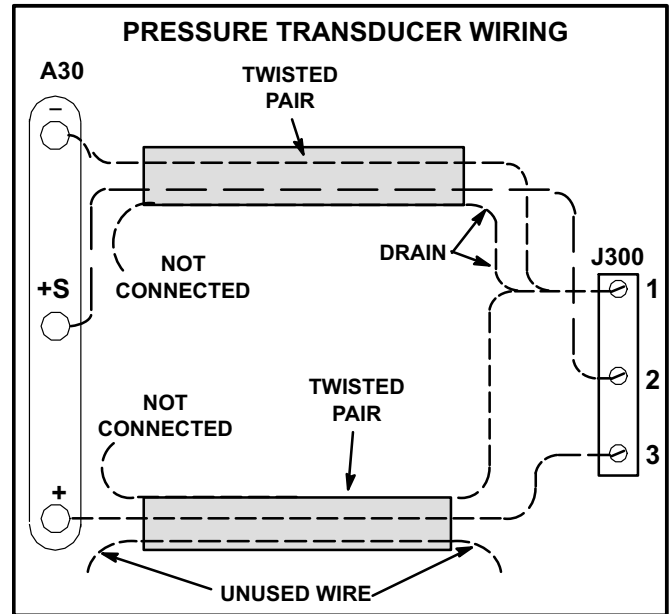 PRESSURE TRANSDUCER WIRING
A30
TWISTED
PAIR
–
DRAIN
J300
NOT
CONNECTED
1
+S
2
TWISTED
PAIR
NOT
CONNECTED
3
+
UNUSED WIRE